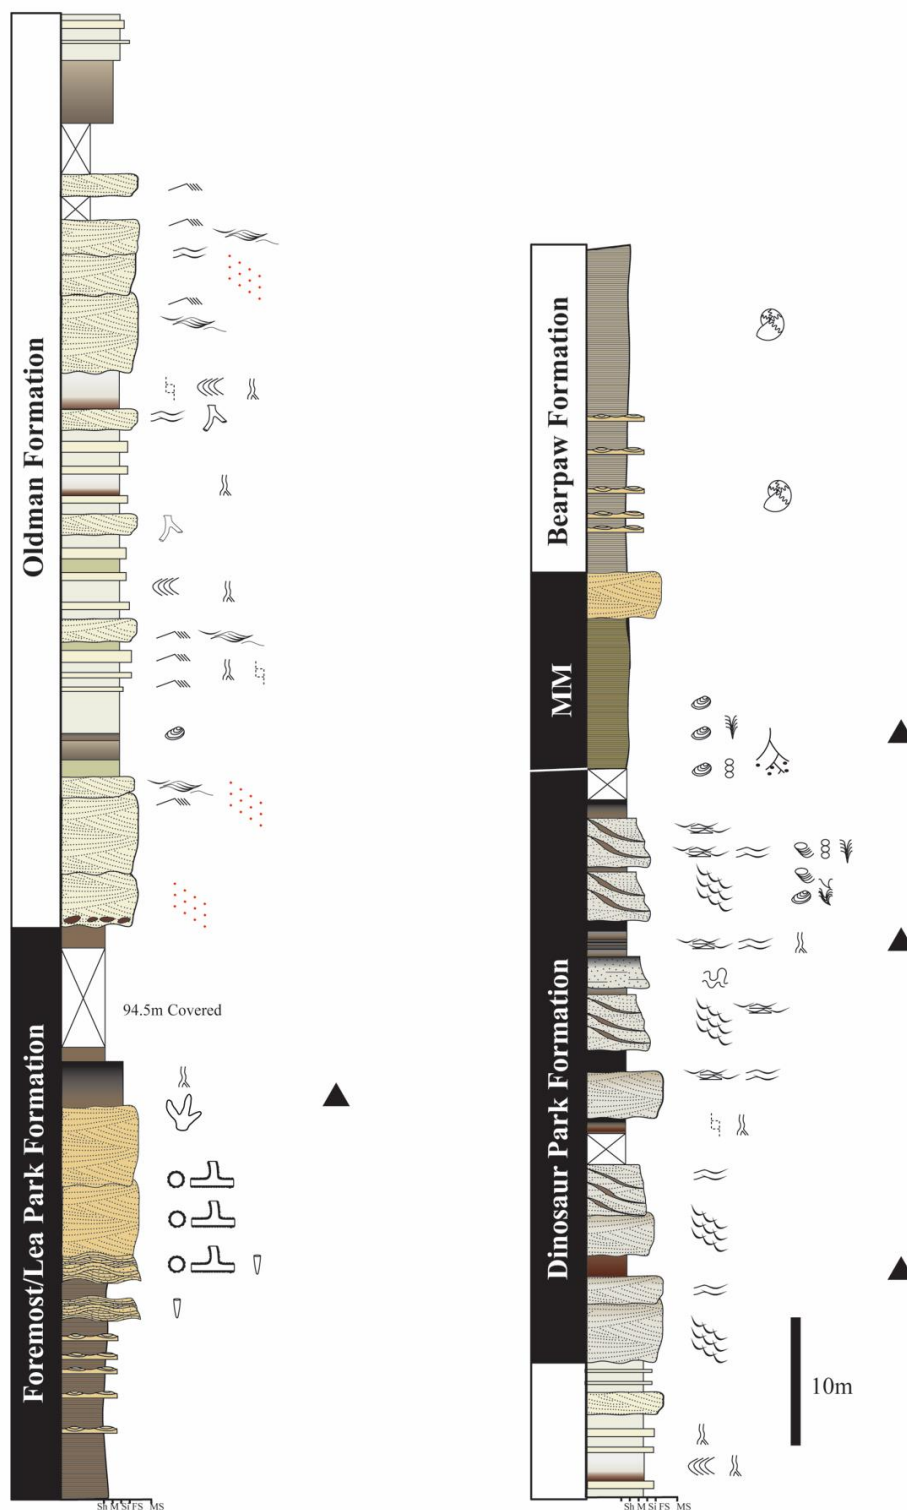 Oldman Formation
Foremost/Lea Park Formation
94.5m Covered
Sh M Si FS MS
Bearpaw Formation
MM
Dinosaur Park Formation
10m
Sh M Si FS MS